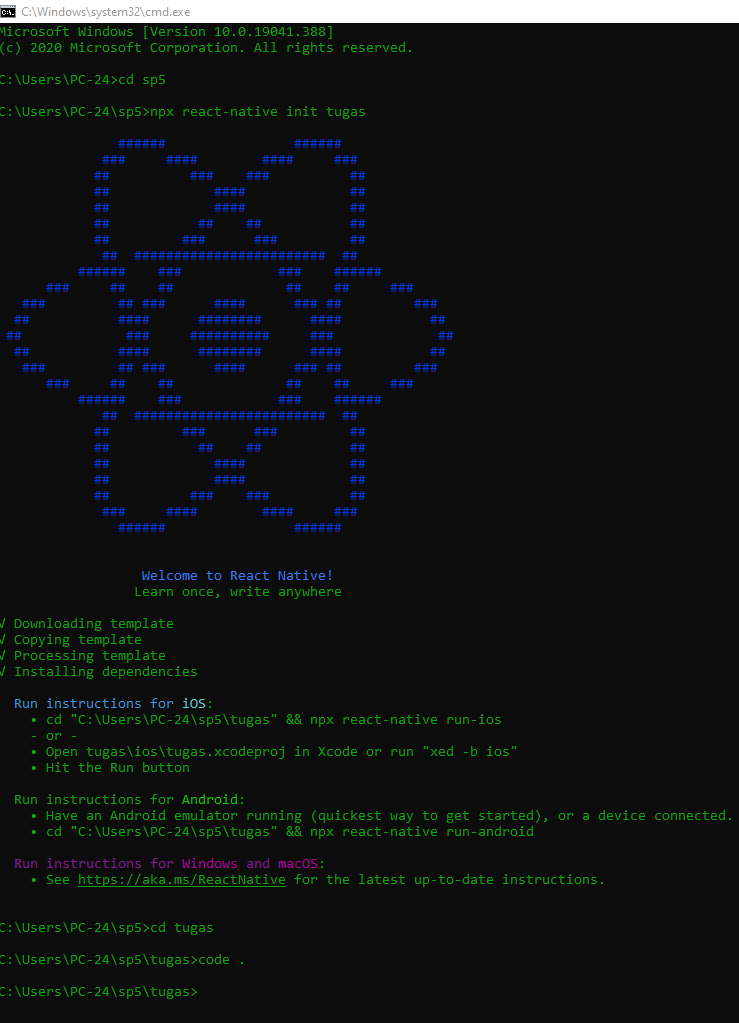 C:\Windows\system32\cmd.exe
Microsoft Windows [Version 10.0.19041.388]
(c) 2020 Microsoft Corporation. All rights reserved.
C:\Users\PC-24>cd sp5
C:\Users\PC-24\sp5>npx react-native init tugas
               ######                ######
             ###     ####        ####     ###
            ##          ###    ###          ##
            ##             ####             ##
            ##             ####             ##
            ##           ##    ##           ##
            ##         ###      ###         ##
             ##  ########################  ##
          ######    ###            ###    ######
      ###     ##    ##              ##    ##     ###
   ###         ## ###      ####      ### ##         ###
  ##           ####      ########      ####           ##
 ##             ###     ##########     ###             ##
  ##           ####      ########      ####           ##
   ###         ## ###      ####      ### ##         ###
      ###     ##    ##              ##    ##     ###
          ######    ###            ###    ######
             ##  ########################  ##
            ##         ###      ###         ##
            ##           ##    ##           ##
            ##             ####             ##
            ##             ####             ##
            ##          ###    ###          ##
             ###     ####        ####     ###
               ######                ######
Welcome to React Native!
Learn once, write anywhere
√ Downloading template
√ Copying template
√ Processing template
√ Installing dependencies
Run instructions for iOS:
• cd "C:\Users\PC-24\sp5\tugas" && npx react-native run-ios
- or -
• Open tugas\ios\tugas.xcodeproj in Xcode or run "xed -b ios"
• Hit the Run button
Run instructions for Android:
• Have an Android emulator running (quickest way to get started), or a device connected.
• cd "C:\Users\PC-24\sp5\tugas" && npx react-native run-android
Run instructions for Windows and macOS:
• See https://aka.ms/ReactNative for the latest up-to-date instructions.
C:\Users\PC-24\sp5>cd tugas
C:\Users\PC-24\sp5\tugas>code .
C:\Users\PC-24\sp5\tugas>